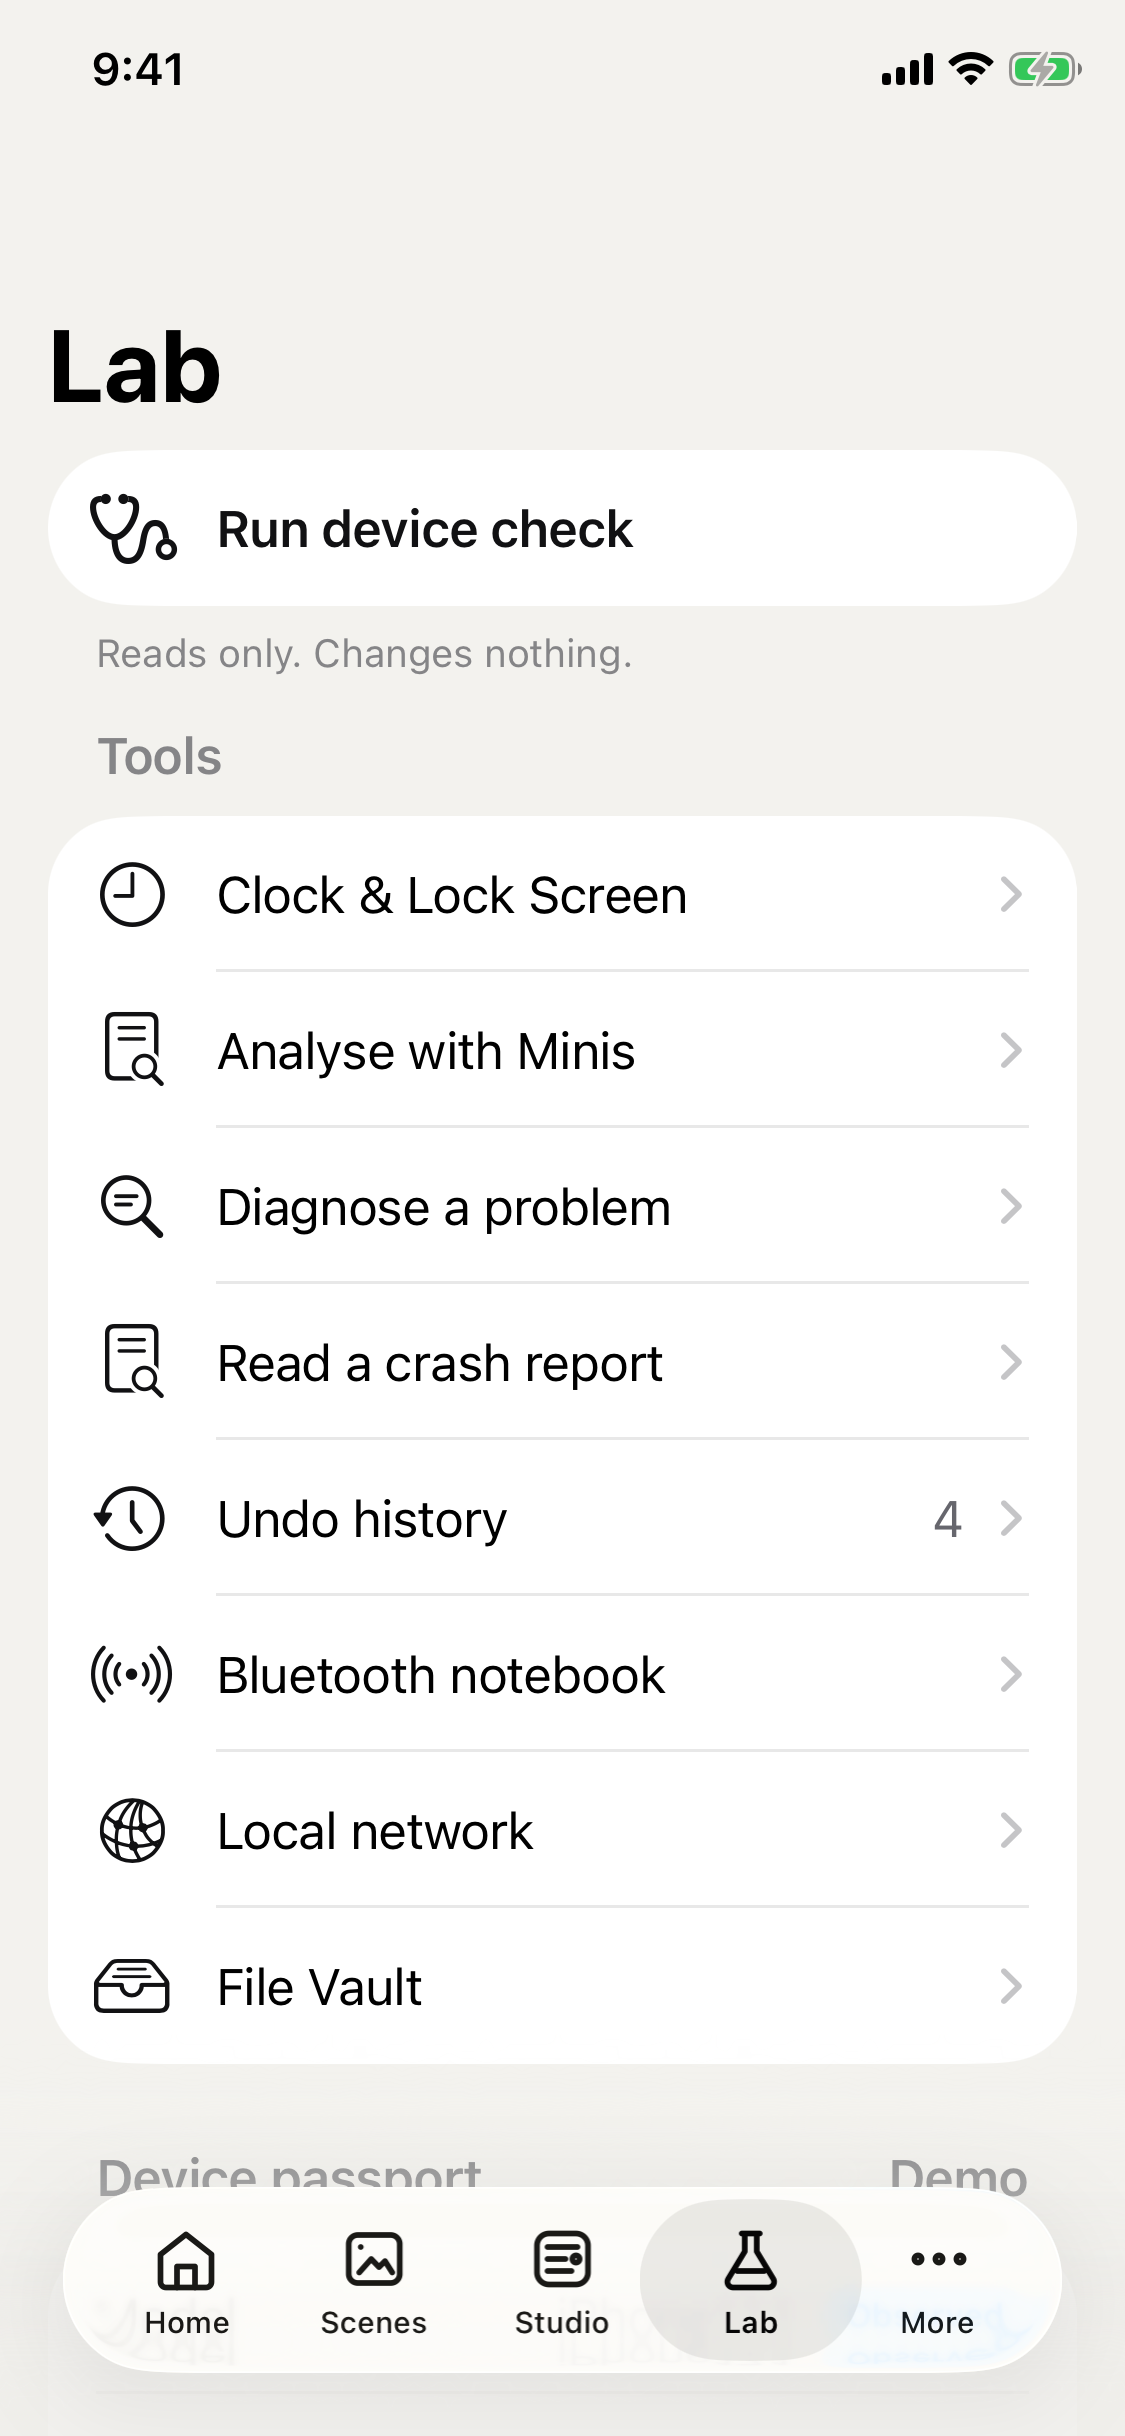 9:41
Lab
Run device check
Reads only. Changes nothing.
Tools
Clock & Lock Screen
Analyse with Minis
Diagnose a problem
Read a crash report
Undo history 4
Bluetooth notebook
Local network
File Vault
Device passport Demo
Home Scenes Studio Lab More